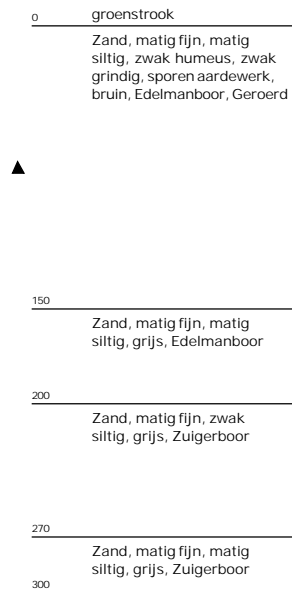 0 groenstrook
Zand, matig fijn, matig
siltig, zwak humeus, zwak
grindig, sporen aardewerk,
bruin, Edelmanboor, Geroerd
150
Zand, matig fijn, matig
siltig, grijs, Edelmanboor
200
Zand, matig fijn, zwak
siltig, grijs, Zuigerboor
270
Zand, matig fijn, matig
siltig, grijs, Zuigerboor
300